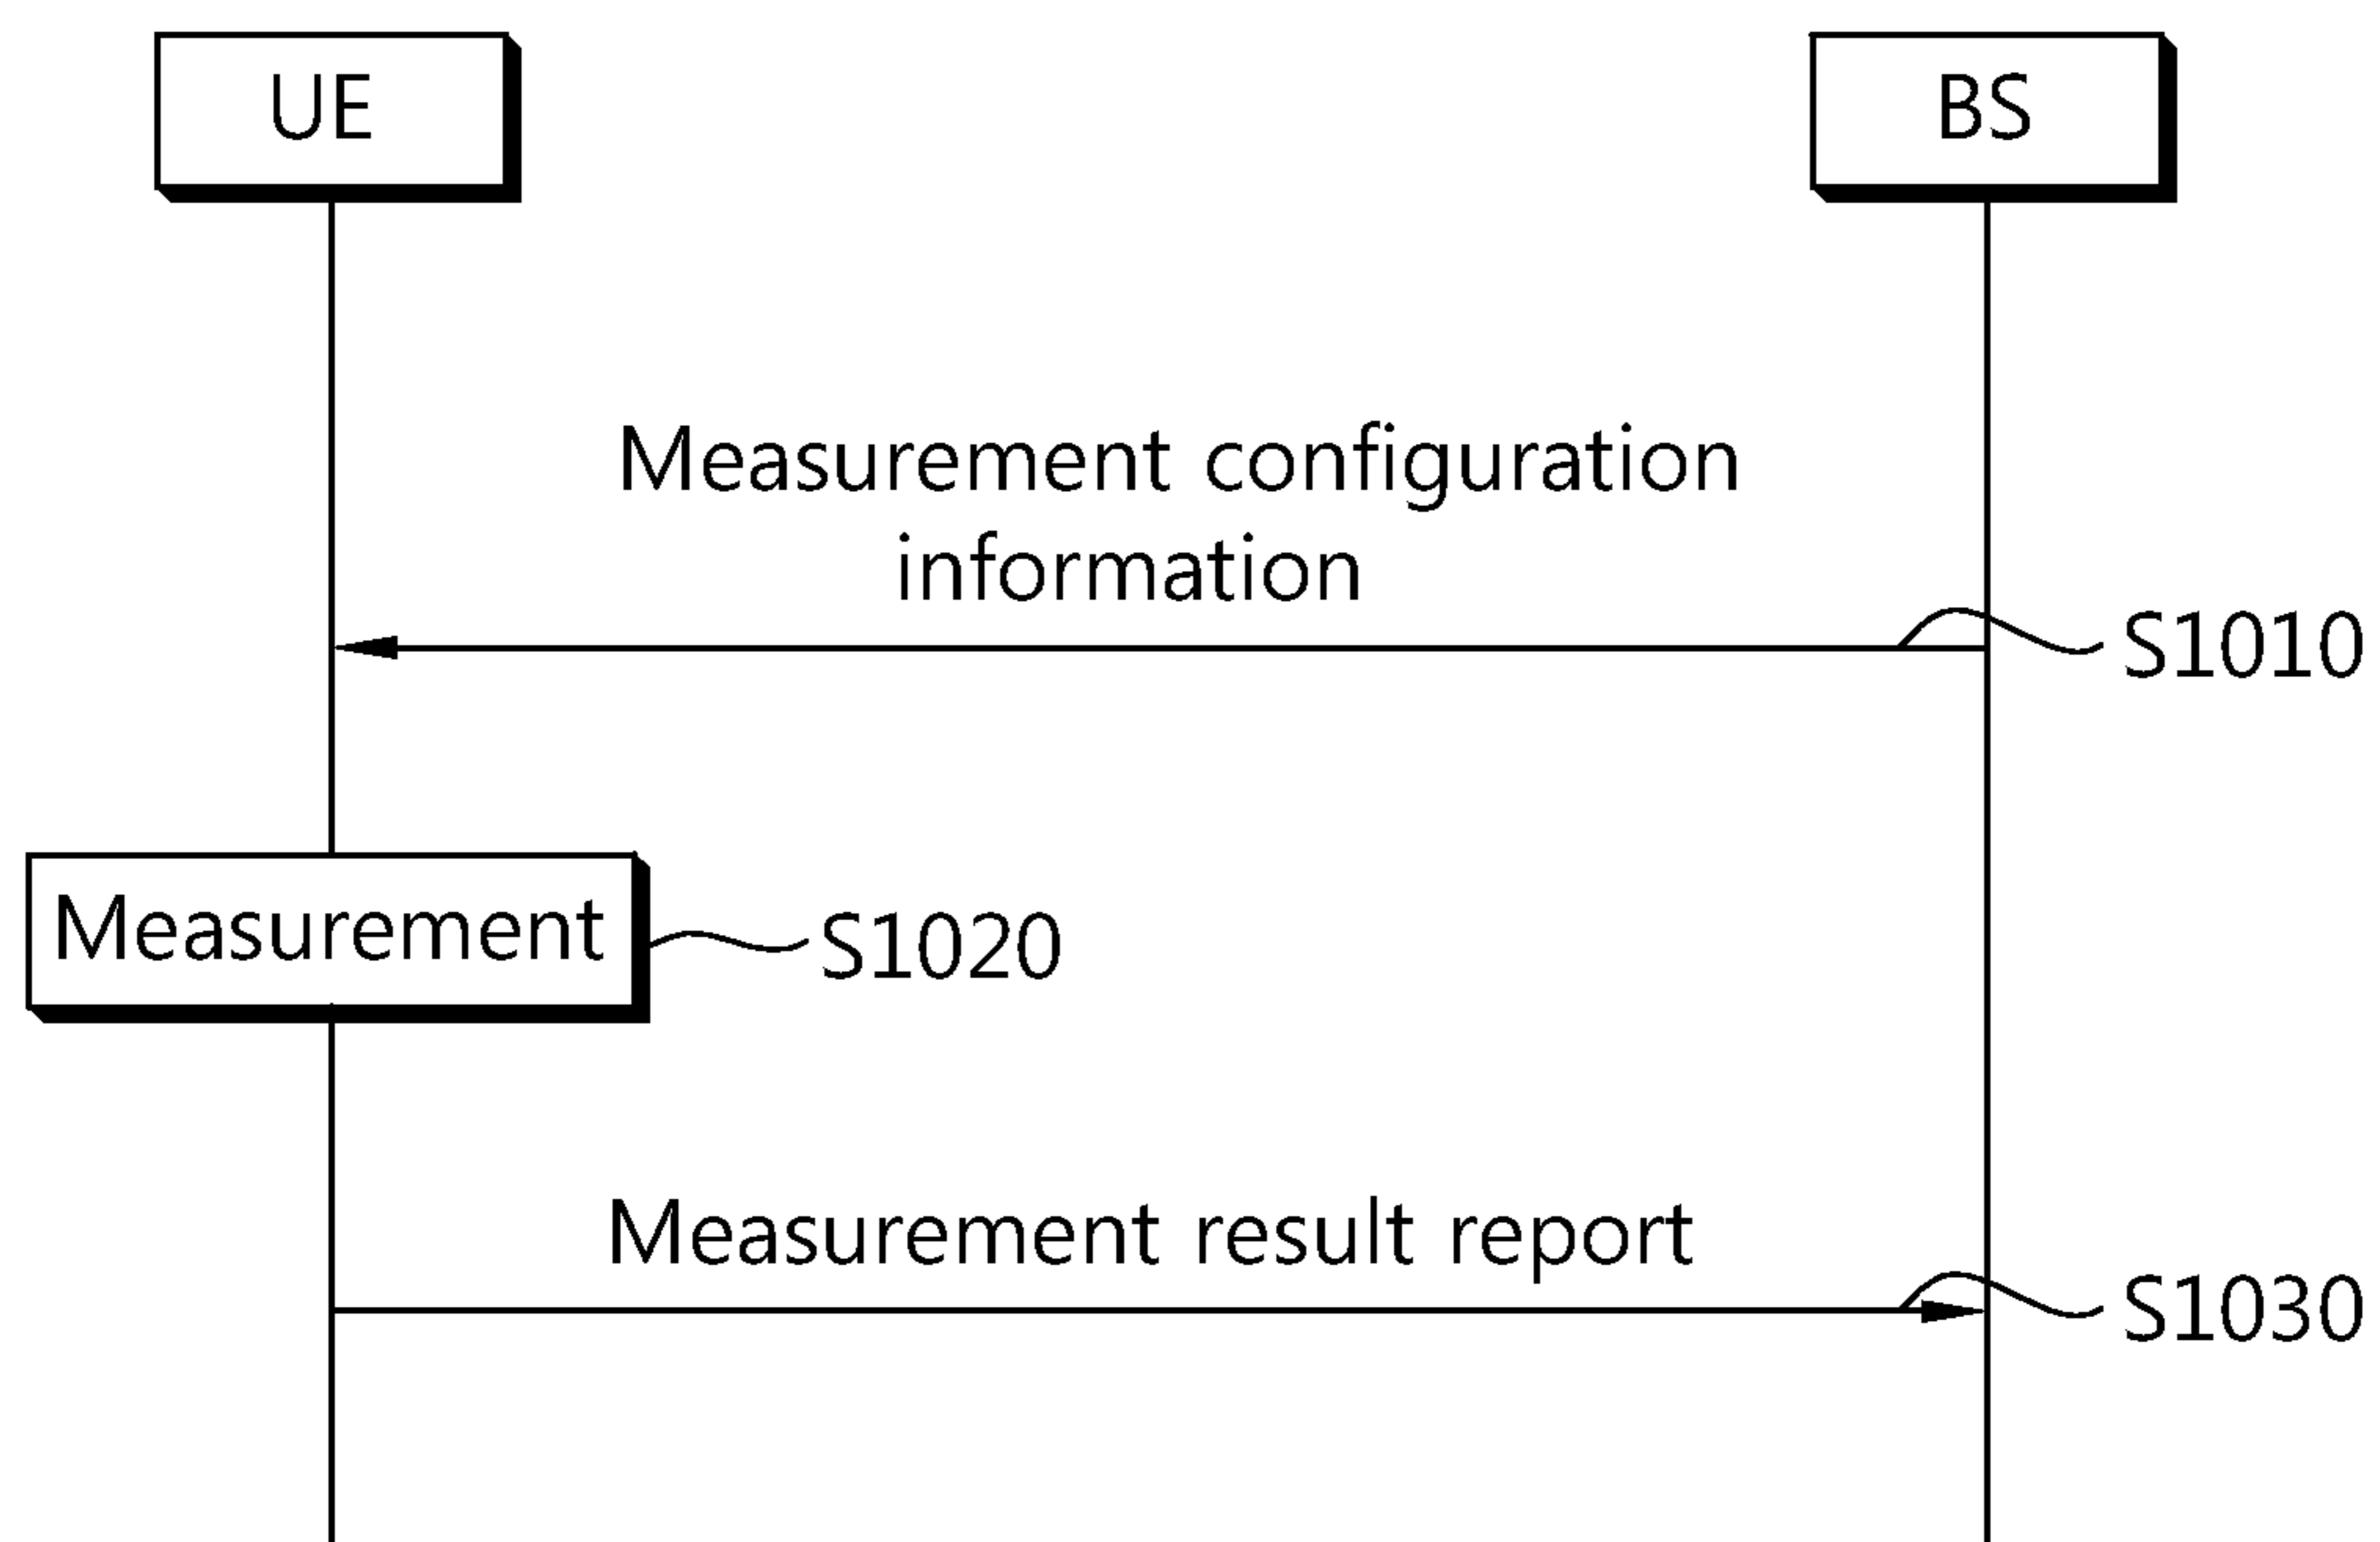 UE
BS
Measurement configuration
information
S1010
Measurement
S1020
Measurement result report
S1030